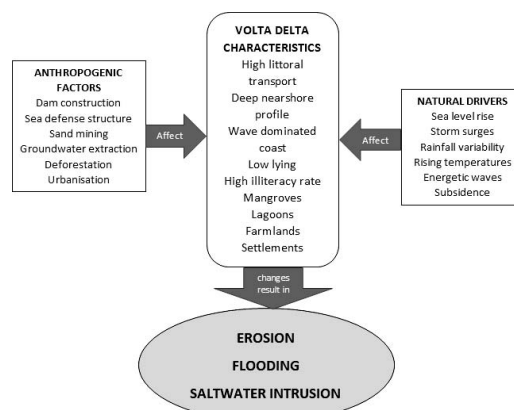 ANTHROPOGENIC
FACTORS
Dam construction
Sea defense structure
Sand mining
Groundwater extraction
Deforestation
Urbanisation
Affect
VOLTA DELTA
CHARACTERISTICS
High littoral
transport
Deep nearshore
profile
Wave dominated
coast
Low lying
High illiteracy rate
Mangroves
Lagoons
Farmlands
Settlements
Affect
NATURAL DRIVERS
Sea level rise
Storm surges
Rainfall variability
Rising temperatures
Energetic waves
Subsidence
changes
result in
EROSION
FLOODING
SALTWATER INTRUSION